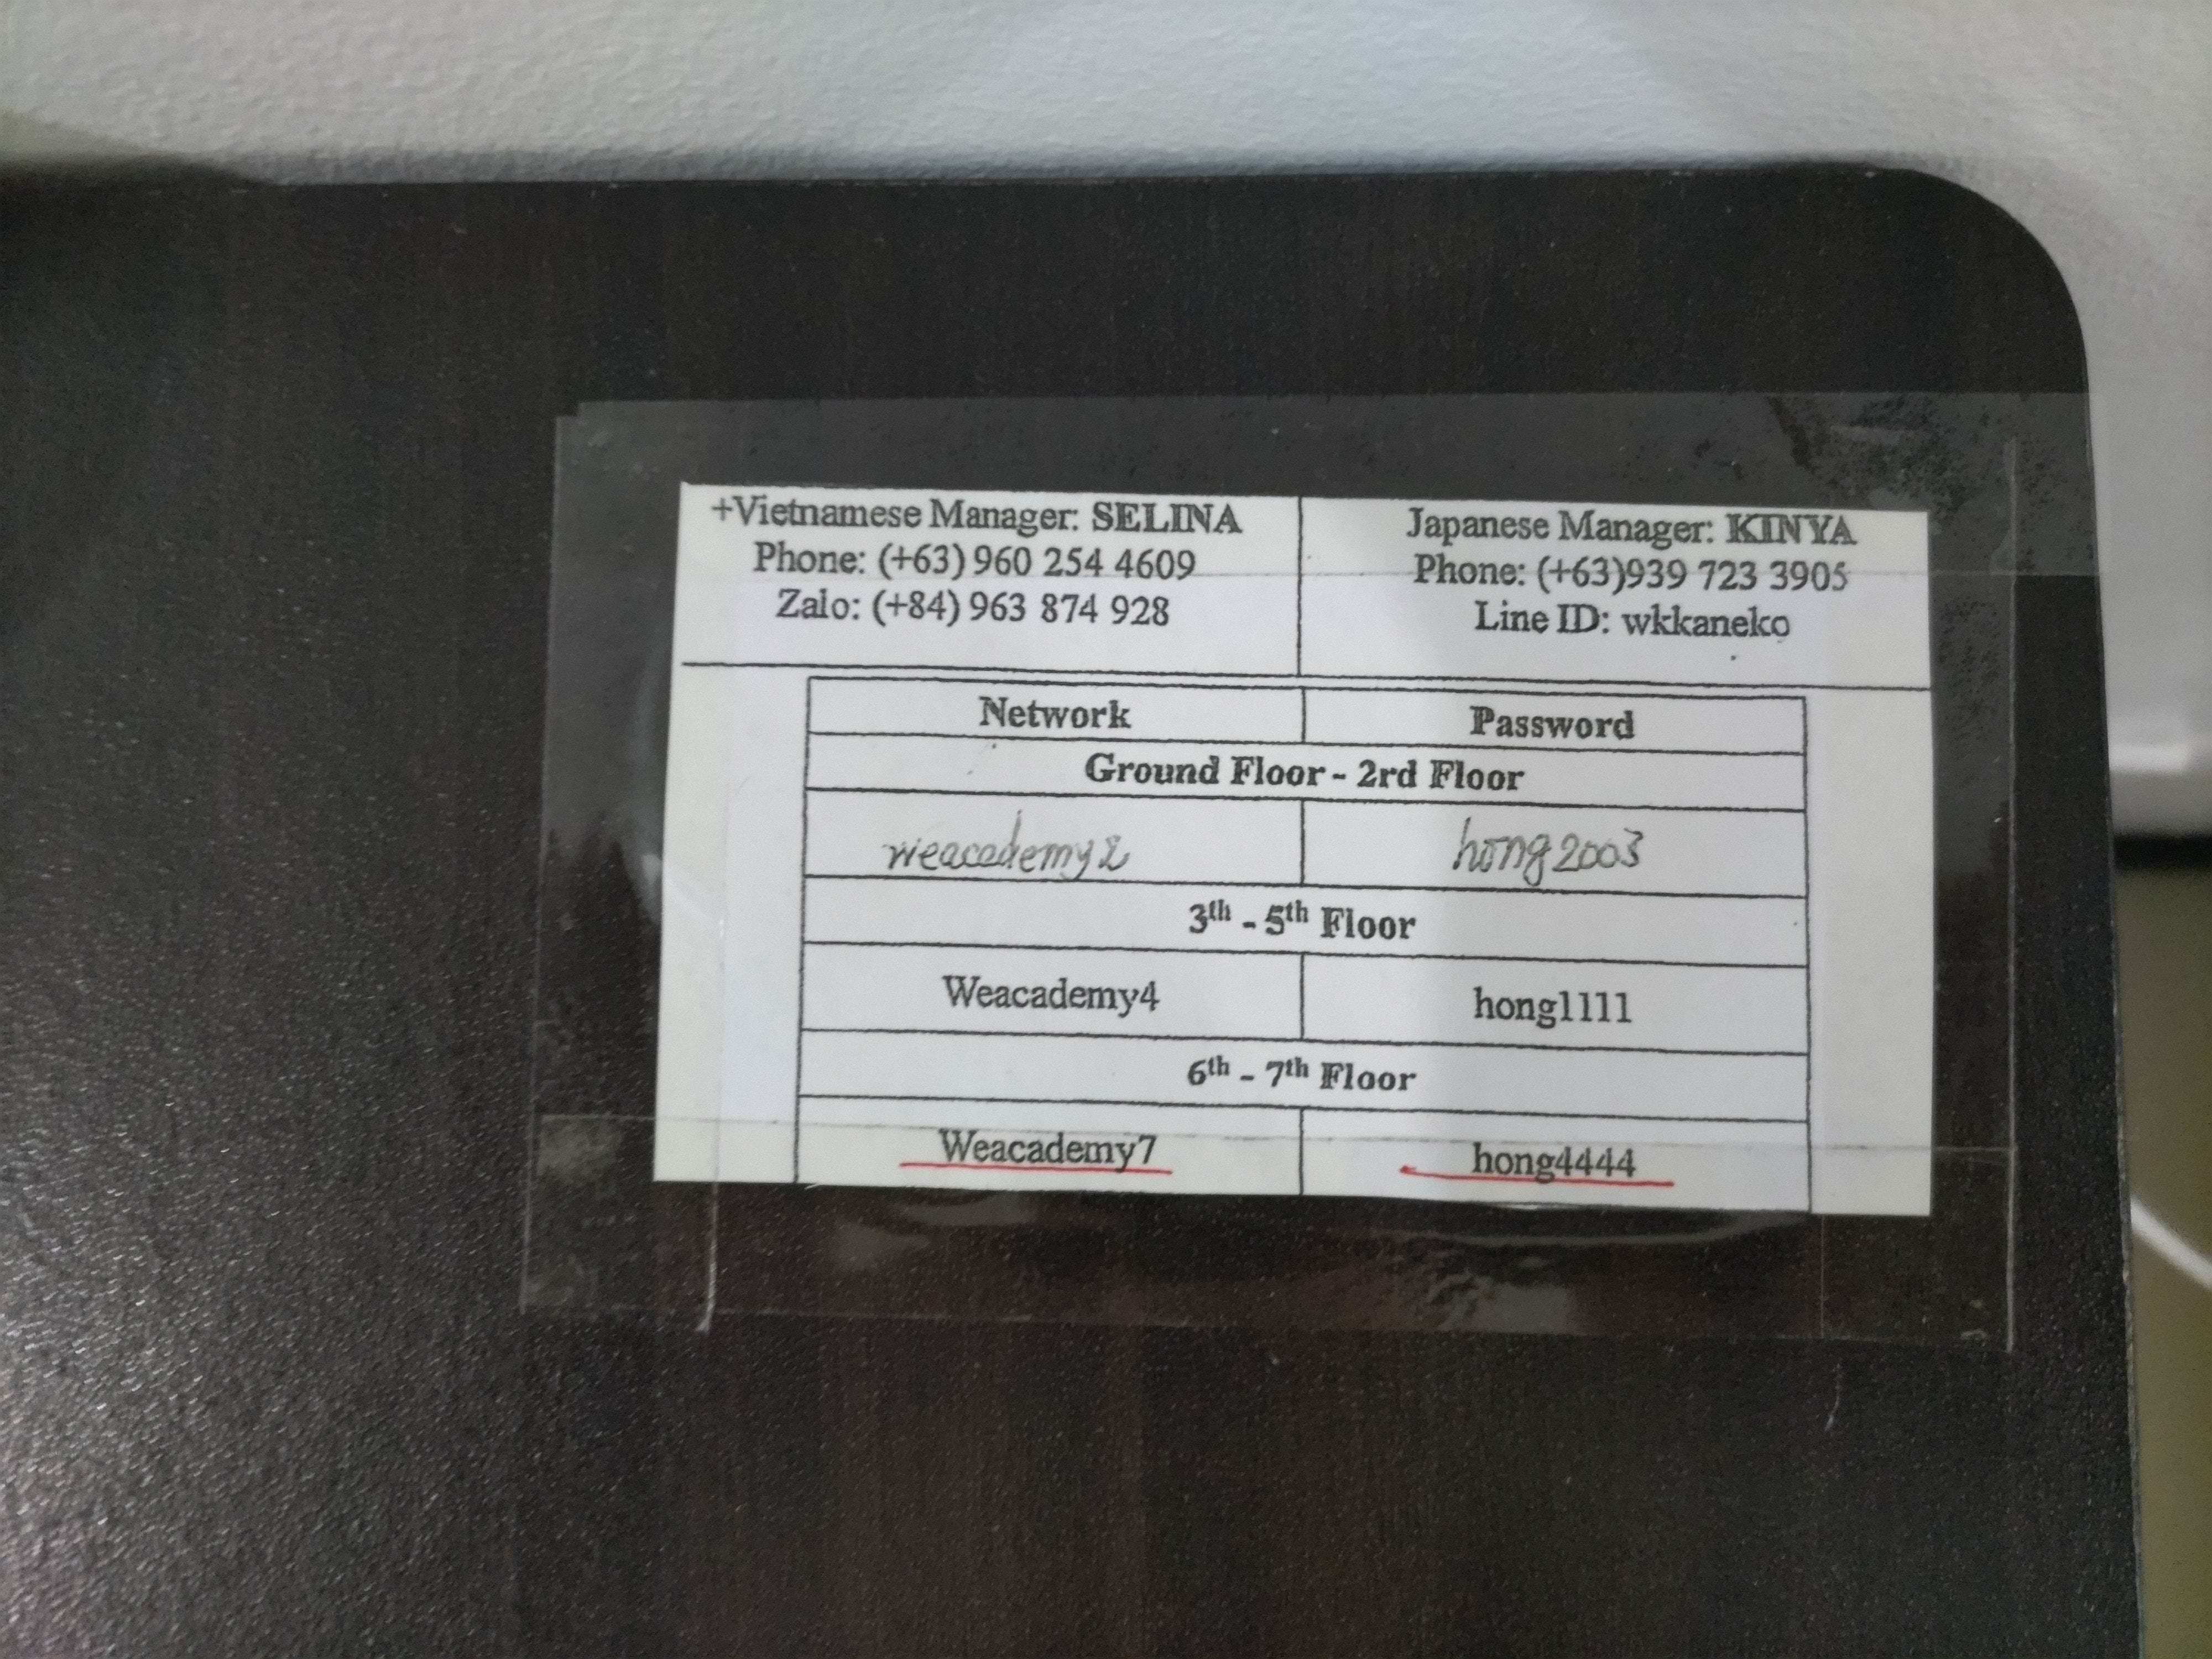 +Vietnamese Manager: SELINA
Phone: (+63) 960 254 4609
Zalo: (+84) 963 874 928
Japanese Manager: KINYA
Phone: (+63)939 723 3905
Line ID: wkkaneko
Network Password
Ground Floor - 2rd Floor
weacademy2 hong2003
3th - 5th Floor
Weacademy4 hong1111
6th - 7th Floor
Weacademy7 hong4444